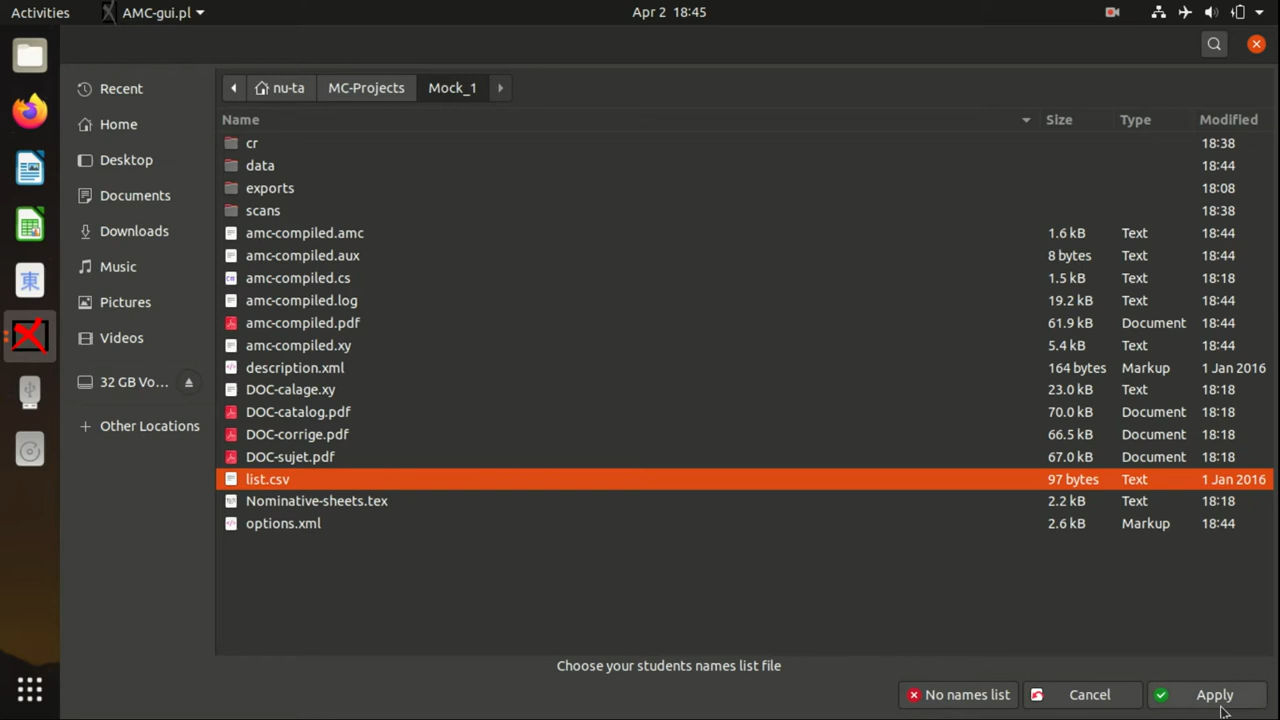 Activities AMC-gui.pl Apr 2 18:45
nu-ta MC-Projects Mock_1
Recent
Home
Desktop
Documents
Downloads
Music
Pictures
Videos
32 GB Vo...
Other Locations
Name Size Type Modified
cr 18:38
data 18:44
exports 18:08
scans 18:38
amc-compiled.amc 1.6 kB Text 18:44
amc-compiled.aux 8 bytes Text 18:44
amc-compiled.cs 1.5 kB Text 18:18
amc-compiled.log 19.2 kB Text 18:44
amc-compiled.pdf 61.9 kB Document 18:44
amc-compiled.xy 5.4 kB Text 18:44
description.xml 164 bytes Markup 1 Jan 2016
DOC-calage.xy 23.0 kB Text 18:18
DOC-catalog.pdf 70.0 kB Document 18:18
DOC-corrige.pdf 66.5 kB Document 18:18
DOC-sujet.pdf 67.0 kB Document 18:18
list.csv 97 bytes Text 1 Jan 2016
Nominative-sheets.tex 2.2 kB Text 18:18
options.xml 2.6 kB Markup 18:44
東
Choose your students names list file
No names list Cancel Apply